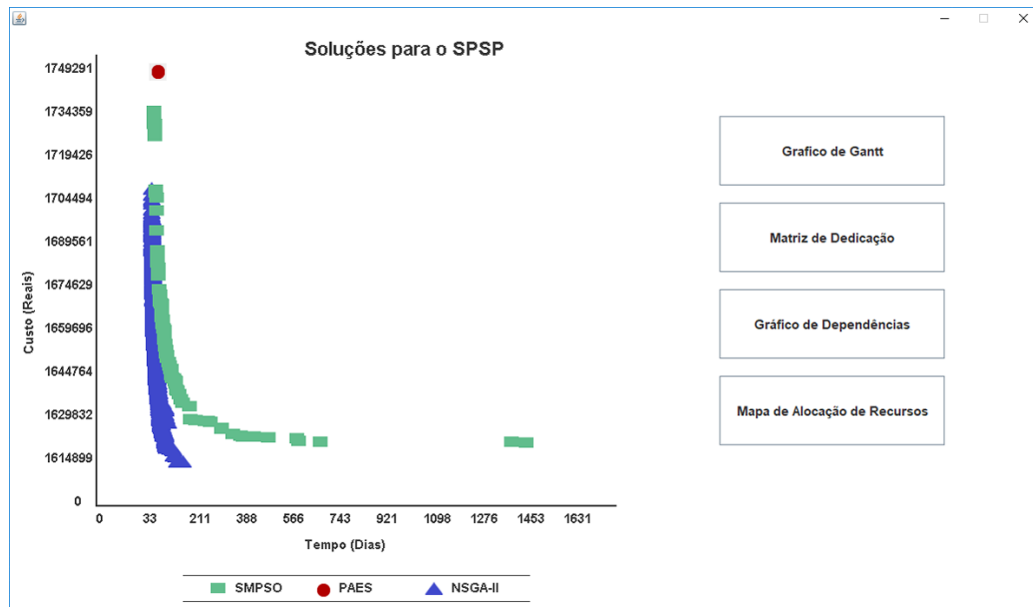 Soluções para o SPSP
1749291
1734359
1719426
1704494
1689561
1674629
1659696
1644764
1629832
1614899
0
Custo (Reais)
0 33 211 388 566 743 921 1098 1276 1453 1631
Tempo (Dias)
SMPSO PAES NSGA-II
Grafico de Gantt
Matriz de Dedicação
Gráfico de Dependências
Mapa de Alocação de Recursos